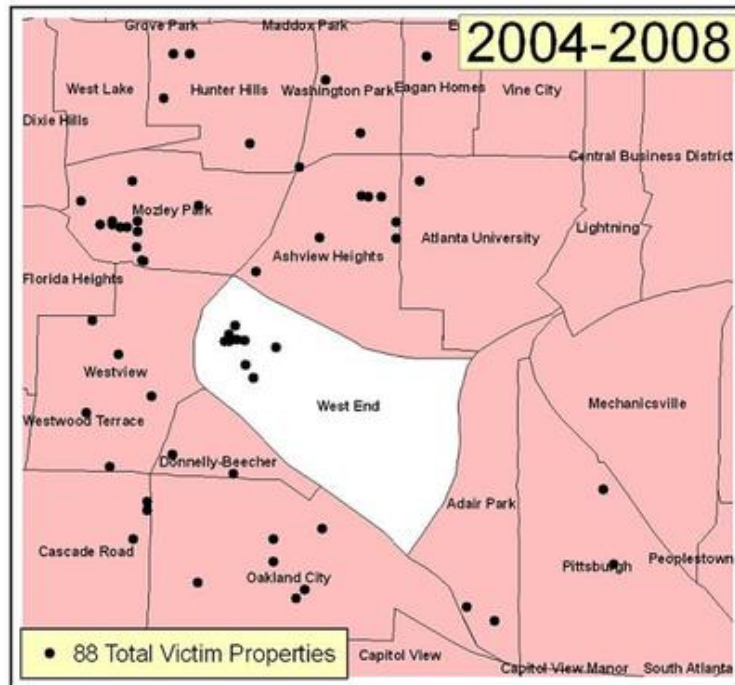 Grove Park
Maddox Park
2004-2008
West Lake
Hunter Hills
Washington Park
Eagan Homes
Vine City
Dixie Hills
Central Business District
Mozley Park
Lightning
Atlanta University
Ashview Heights
Florida Heights
Westview
West End
Mechanicsville
Westwood Terrace
Donnelly-Beecher
Adair Park
Cascade Road
Oakland City
Pittsburgh
Peoplestown
88 Total Victim Properties
Capitol View
Capitol View Manor
South Atlanta